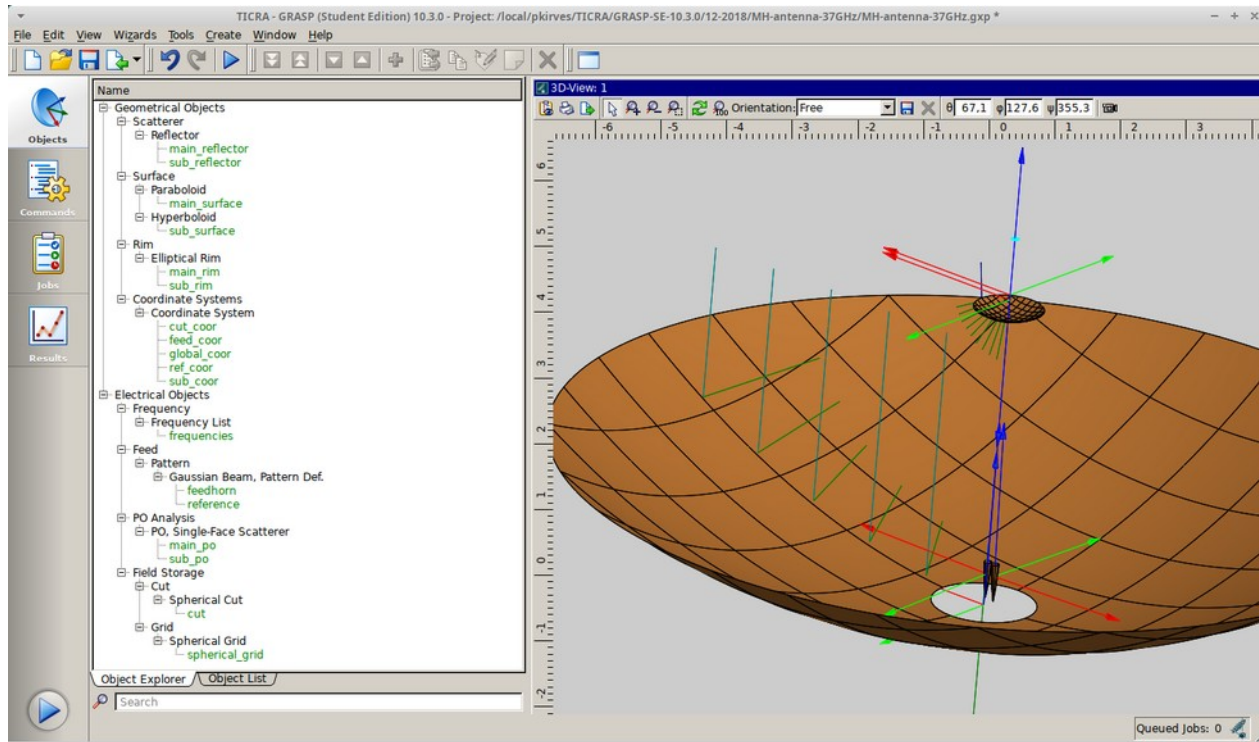 TICRA - GRASP (Student Edition) 10.3.0 - Project: /local/pkirves/TICRA/GRASP-SE-10.3.0/12-2018/MH-antenna-37GHz/MH-antenna-37GHz.gxp *
File Edit View Wizards Tools Create Window Help
Objects
Commands
Jobs
Results
Name
Geometrical Objects
Scatterer
Reflector
main_reflector
sub_reflector
Surface
Paraboloid
main_surface
Hyperboloid
sub_surface
Rim
Elliptical Rim
main_rim
sub_rim
Coordinate Systems
Coordinate System
cut_coor
feed_coor
global_coor
ref_coor
sub_coor
Electrical Objects
Frequency
Frequency List
frequencies
Feed
Pattern
Gaussian Beam, Pattern Def.
feedhorn
reference
PO Analysis
PO, Single-Face Scatterer
main_po
sub_po
Field Storage
Cut
Spherical Cut
cut
Grid
Spherical Grid
spherical_grid
Object Explorer Object List
Search
3D-View: 1
100 Orientation: Free θ 67,1 φ 127,6 ψ 355,3
-6 -5 -4 -3 -2 -1 0 1 2 3
6
5
4
3
2
1
0
-1
-2
Queued Jobs: 0